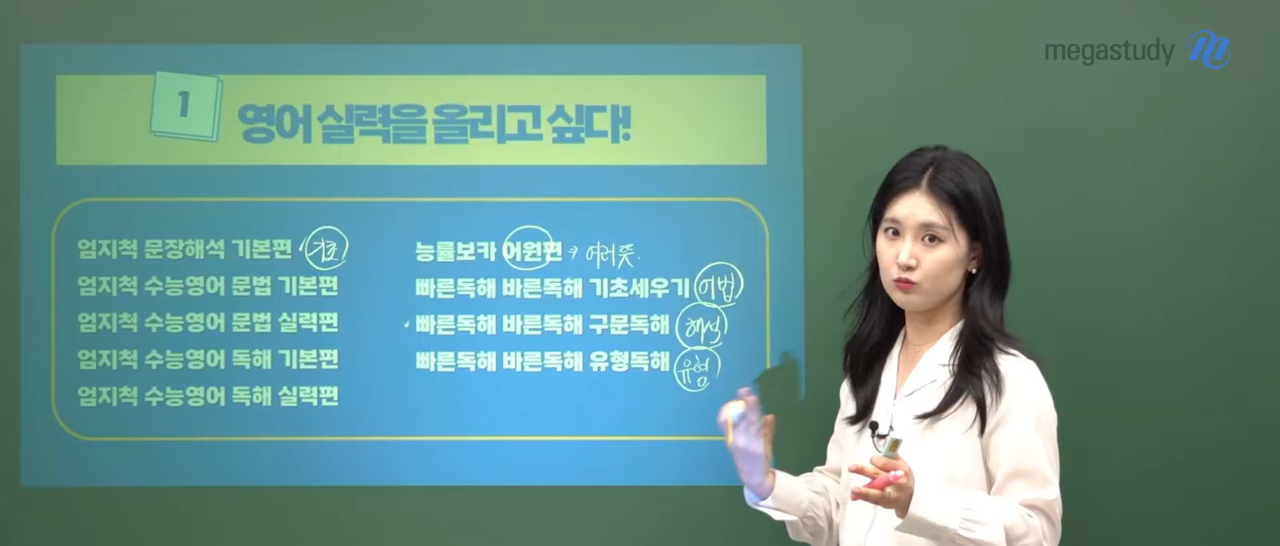 megastudy
1
영어 실력을 올리고 싶다!
엄지척 문장해석 기본편 기초
엄지척 수능영어 문법 기본편
엄지척 수능영어 문법 실력편
엄지척 수능영어 독해 기본편
엄지척 수능영어 독해 실력편
능률보카 어원편 → 여러 뜻.
빠른독해 바른독해 기초세우기 어법
빠른독해 바른독해 구문독해 해석
빠른독해 바른독해 유형독해 유형